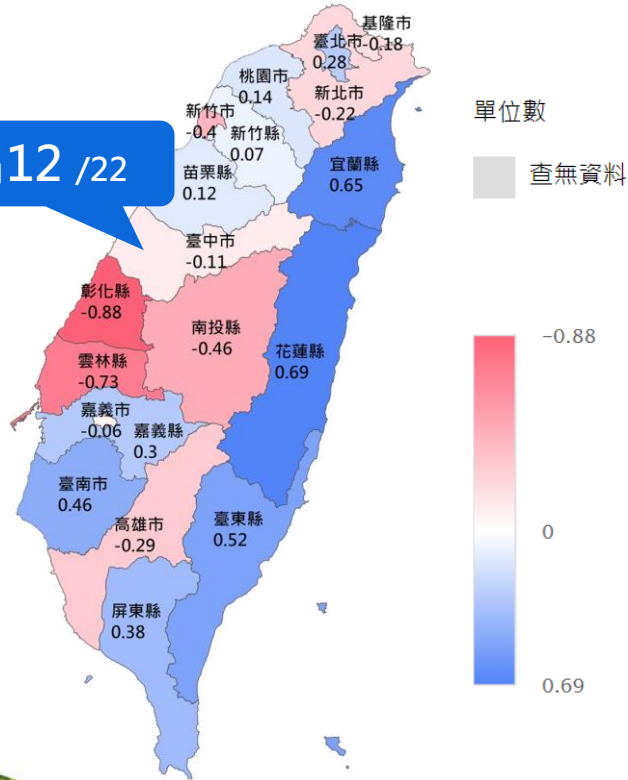 基隆市
-0.18
臺北市
0.28
桃園市
0.14
新北市
-0.22
新竹市
-0.4
新竹縣
0.07
12 /22
苗栗縣
0.12
宜蘭縣
0.65
臺中市
-0.11
彰化縣
-0.88
南投縣
-0.46
花蓮縣
0.69
雲林縣
-0.73
嘉義市
-0.06
嘉義縣
0.3
臺南市
0.46
高雄市
-0.29
臺東縣
0.52
屏東縣
0.38
單位數
查無資料
-0.88
0
0.69